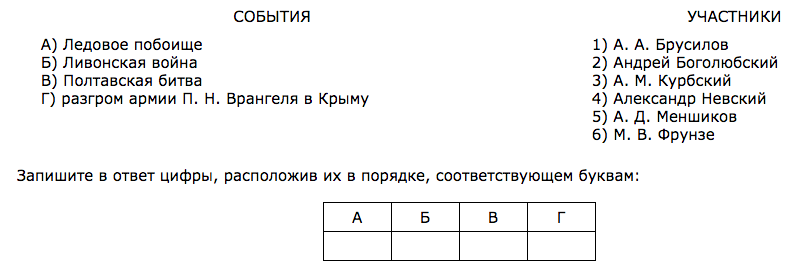 СОБЫТИЯ
УЧАСТНИКИ
А) Ледовое побоище
Б) Ливонская война
В) Полтавская битва
Г) разгром армии П. Н. Врангеля в Крыму
1) А. А. Брусилов
2) Андрей Боголюбский
3) А. М. Курбский
4) Александр Невский
5) А. Д. Меншиков
6) М. В. Фрунзе
Запишите в ответ цифры, расположив их в порядке, соответствующем буквам:
А Б В Г